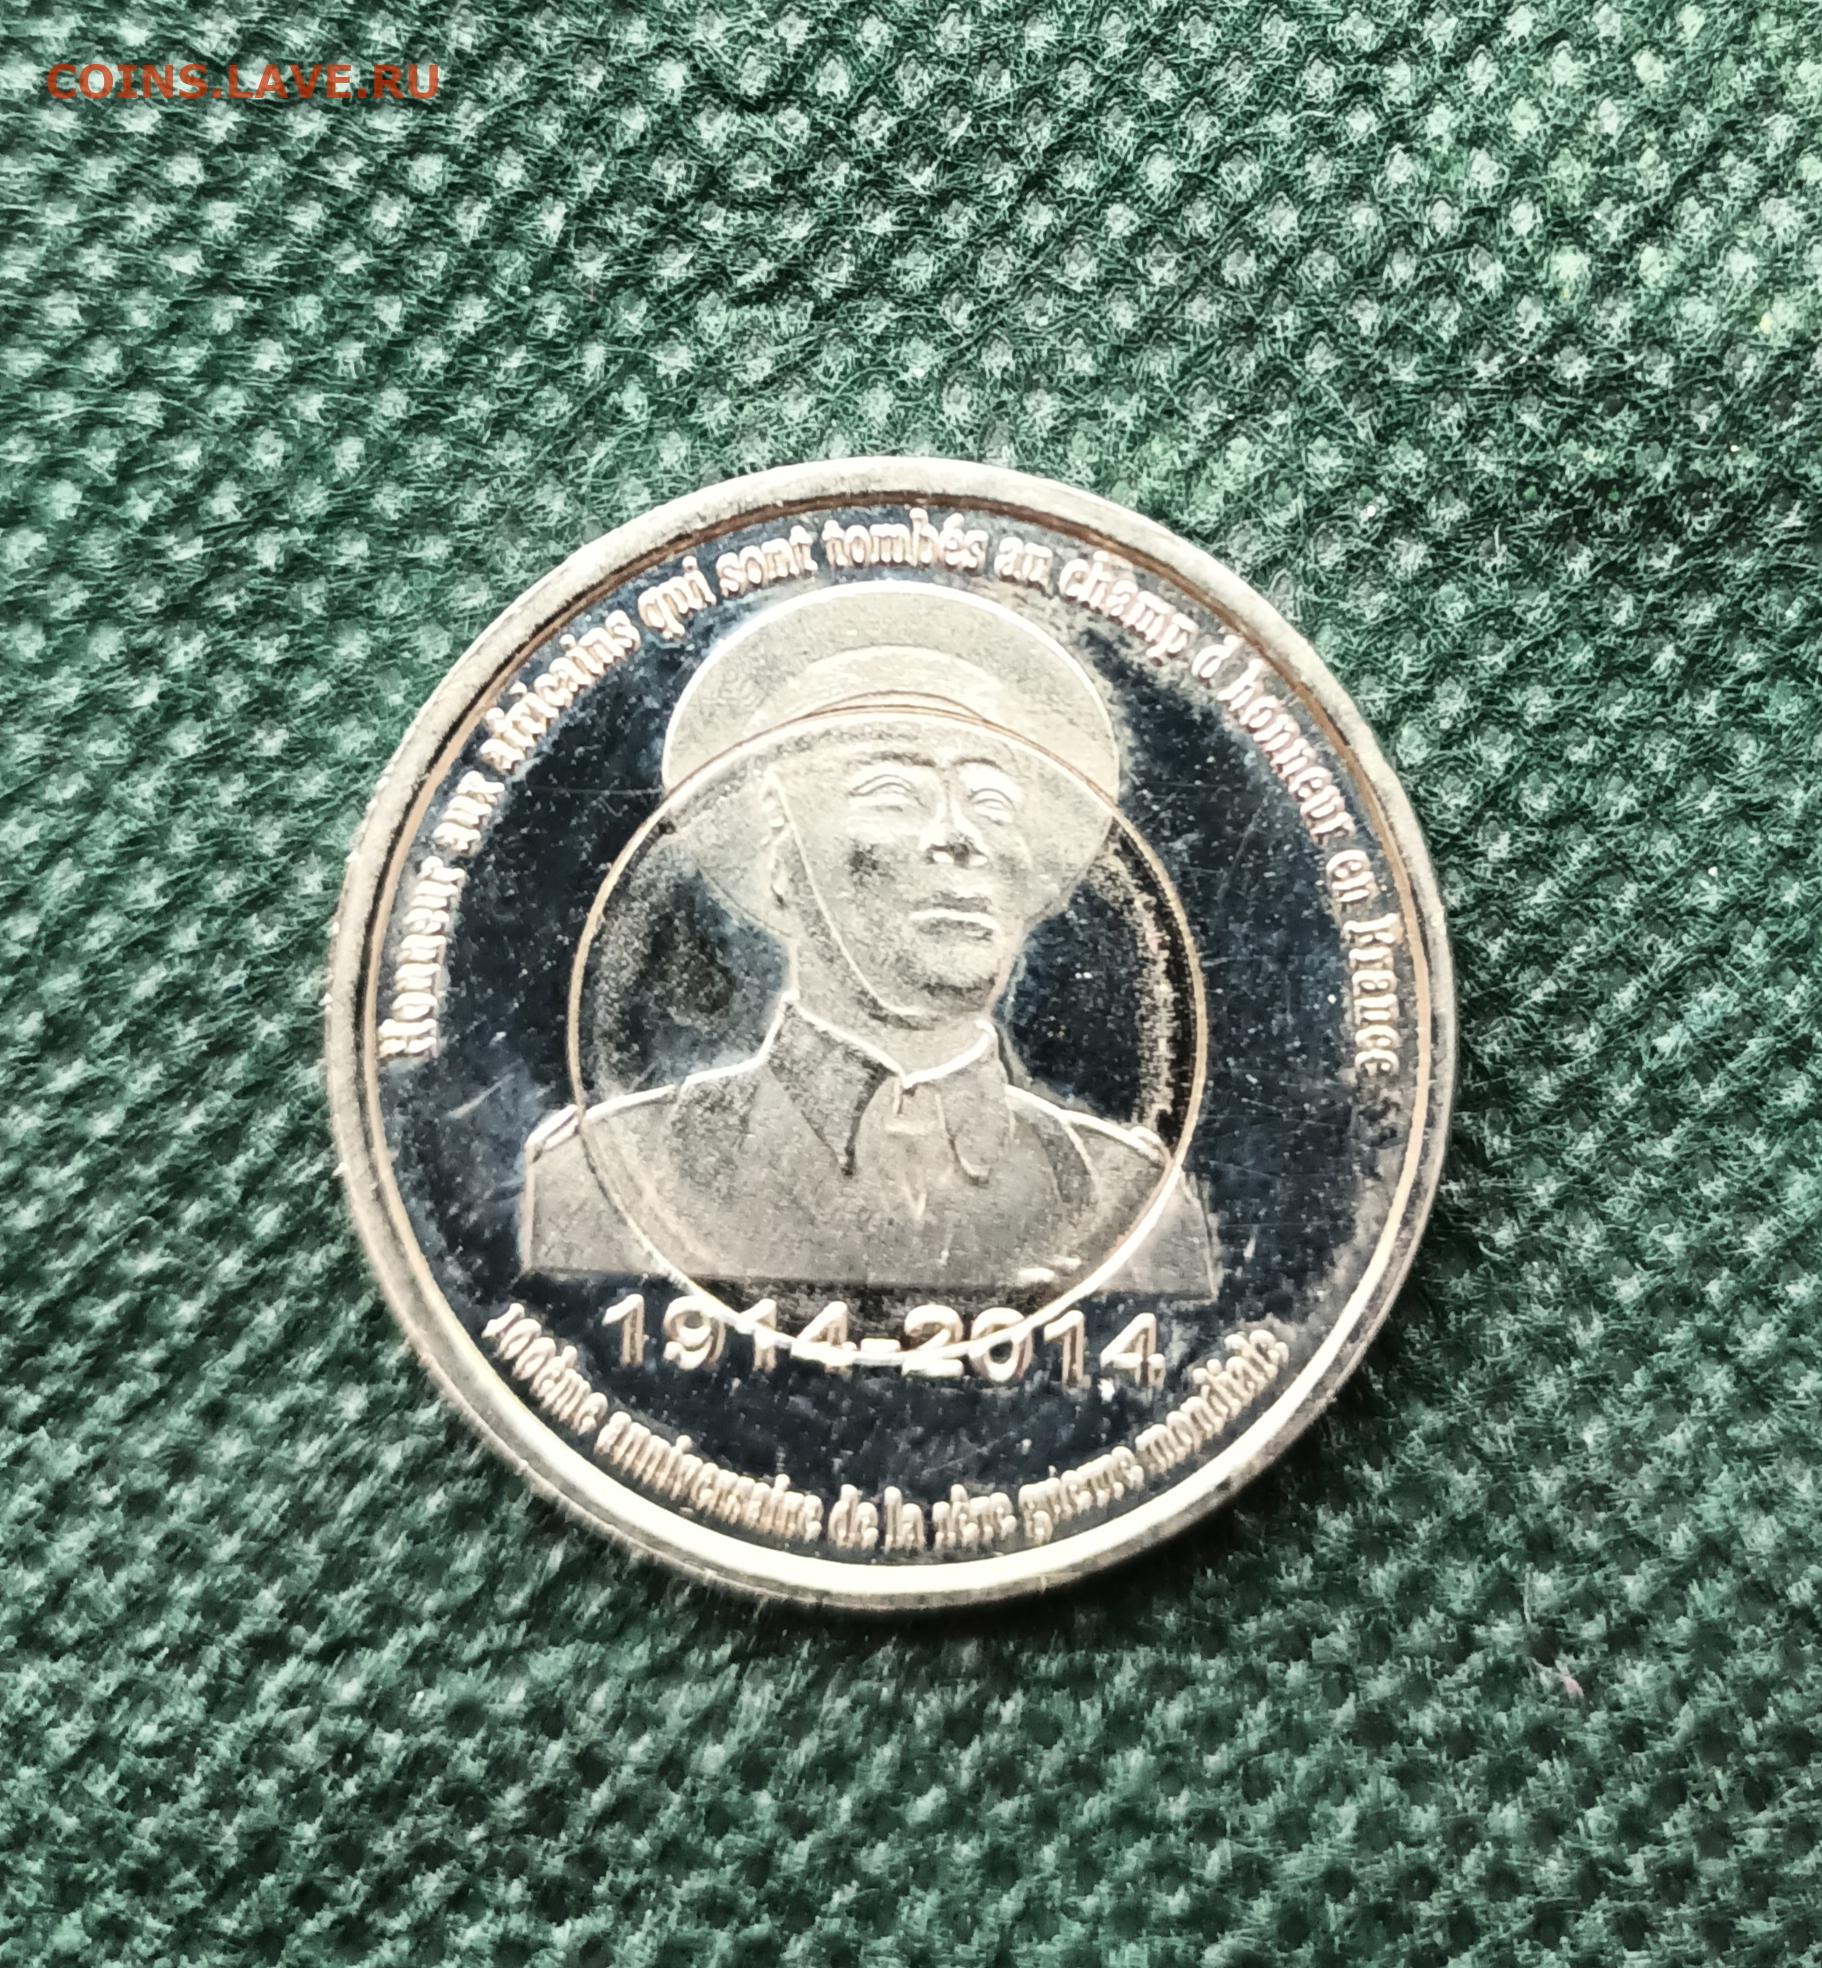 COINS.LAVE.RU
Honneur aux africains qui sont tombés au champ d'honneur en France
1914-2014
100ème anniversaire de la 1ère guerre mondiale